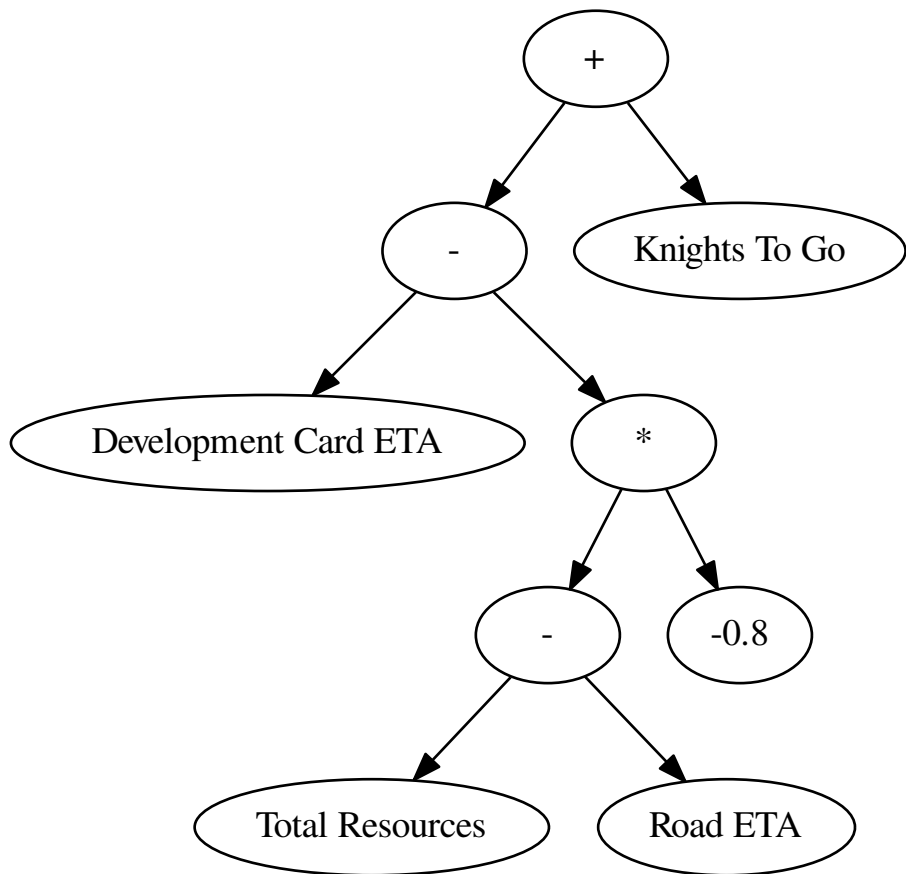 +
-
Knights To Go
Development Card ETA
*
-
-0.8
Total Resources
Road ETA